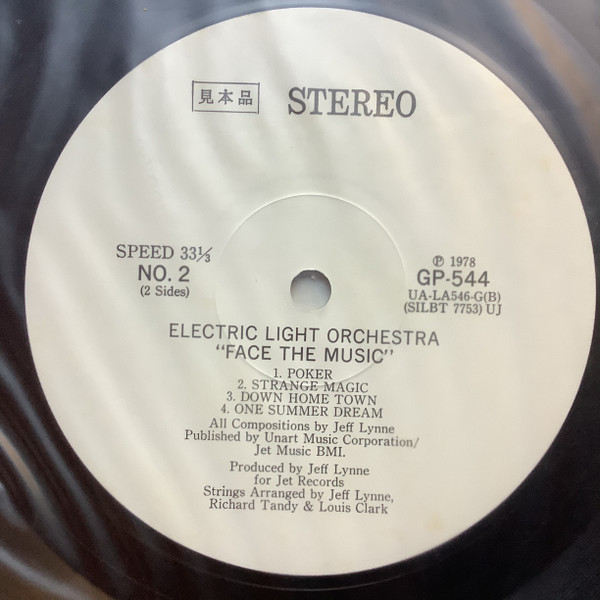 見本品 STEREO
SPEED 33⅓
NO. 2
(2 Sides)
Ⓟ 1978
GP-544
UA-LA546-G(B)
(SILBT 7753) UJ
ELECTRIC LIGHT ORCHESTRA
"FACE THE MUSIC"
1. POKER
2. STRANGE MAGIC
3. DOWN HOME TOWN
4. ONE SUMMER DREAM
All Compositions by Jeff Lynne
Published by Unart Music Corporation/
Jet Music BMI.
Produced by Jeff Lynne
for Jet Records
Strings Arranged by Jeff Lynne,
Richard Tandy & Louis Clark